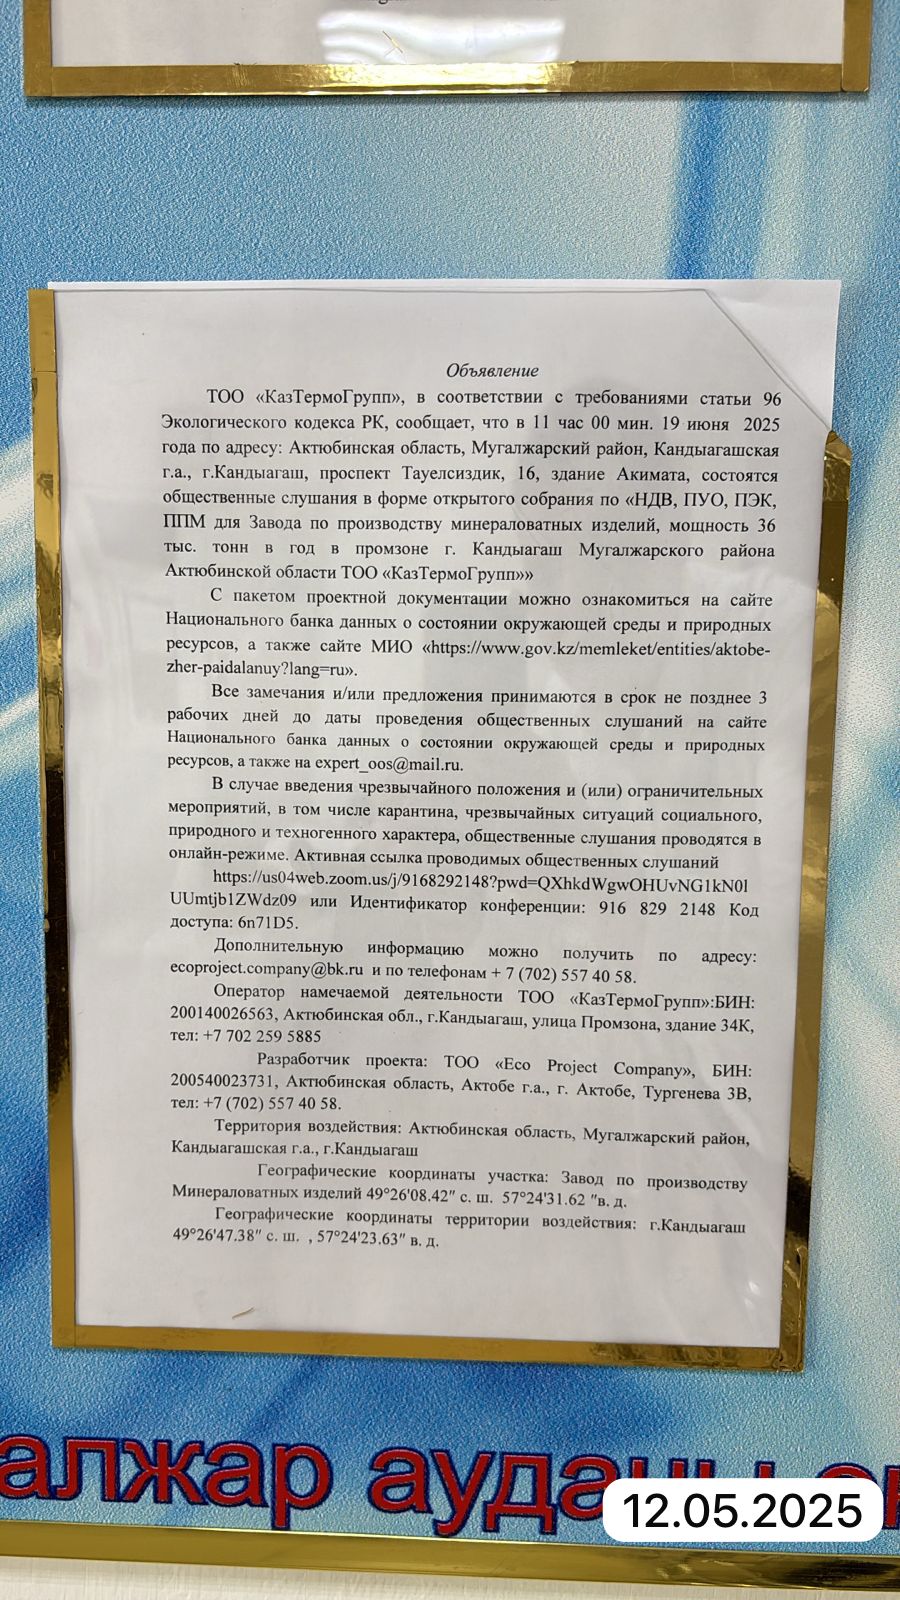 Объявление
ТОО «КазТермоГрупп», в соответствии с требованиями статьи 96
Экологического кодекса РК, сообщает, что в 11 час 00 мин. 19 июня 2025
года по адресу: Актюбинская область, Мугалжарский район, Кандыагашская
г.а., г.Кандыагаш, проспект Тауелсиздик, 16, здание Акимата, состоятся
общественные слушания в форме открытого собрания по «НДВ, ПУО, ПЭК,
ППМ для Завода по производству минераловатных изделий, мощность 36
тыс. тонн в год в промзоне г. Кандыагаш Мугалжарского района
Актюбинской области ТОО «КазТермоГрупп»»
С пакетом проектной документации можно ознакомиться на сайте
Национального банка данных о состоянии окружающей среды и природных
ресурсов, а также сайте МИО «https://www.gov.kz/memleket/entities/aktobe-
zher-paidalanuy?lang=ru».
Все замечания и/или предложения принимаются в срок не позднее 3
рабочих дней до даты проведения общественных слушаний на сайте
Национального банка данных о состоянии окружающей среды и природных
ресурсов, а также на expert_oos@mail.ru.
В случае введения чрезвычайного положения и (или) ограничительных
мероприятий, в том числе карантина, чрезвычайных ситуаций социального,
природного и техногенного характера, общественные слушания проводятся в
онлайн-режиме. Активная ссылка проводимых общественных слушаний
https://us04web.zoom.us/j/9168292148?pwd=QXhkdWgwOHUvNG1kN0l
UUmtjb1ZWdz09 или Идентификатор конференции: 916 829 2148 Код
доступа: 6n71D5.
Дополнительную информацию можно получить по адресу:
ecoproject.company@bk.ru и по телефонам + 7 (702) 557 40 58.
Оператор намечаемой деятельности ТОО «КазТермоГрупп»:БИН:
200140026563, Актюбинская обл., г.Кандыагаш, улица Промзона, здание 34К,
тел: +7 702 259 5885
Разработчик проекта: ТОО «Eco Project Company», БИН:
200540023731, Актюбинская область, Актобе г.а., г. Актобе, Тургенева 3В,
тел: +7 (702) 557 40 58.
Территория воздействия: Актюбинская область, Мугалжарский район,
Кандыагашская г.а., г.Кандыагаш
Географические координаты участка: Завод по производству
Минераловатных изделий 49°26'08.42" с. ш. 57°24'31.62 "в. д.
Географические координаты территории воздействия: г.Кандыагаш
49°26'47.38" с. ш. , 57°24'23.63" в. д.
алжар ауданы
12.05.2025